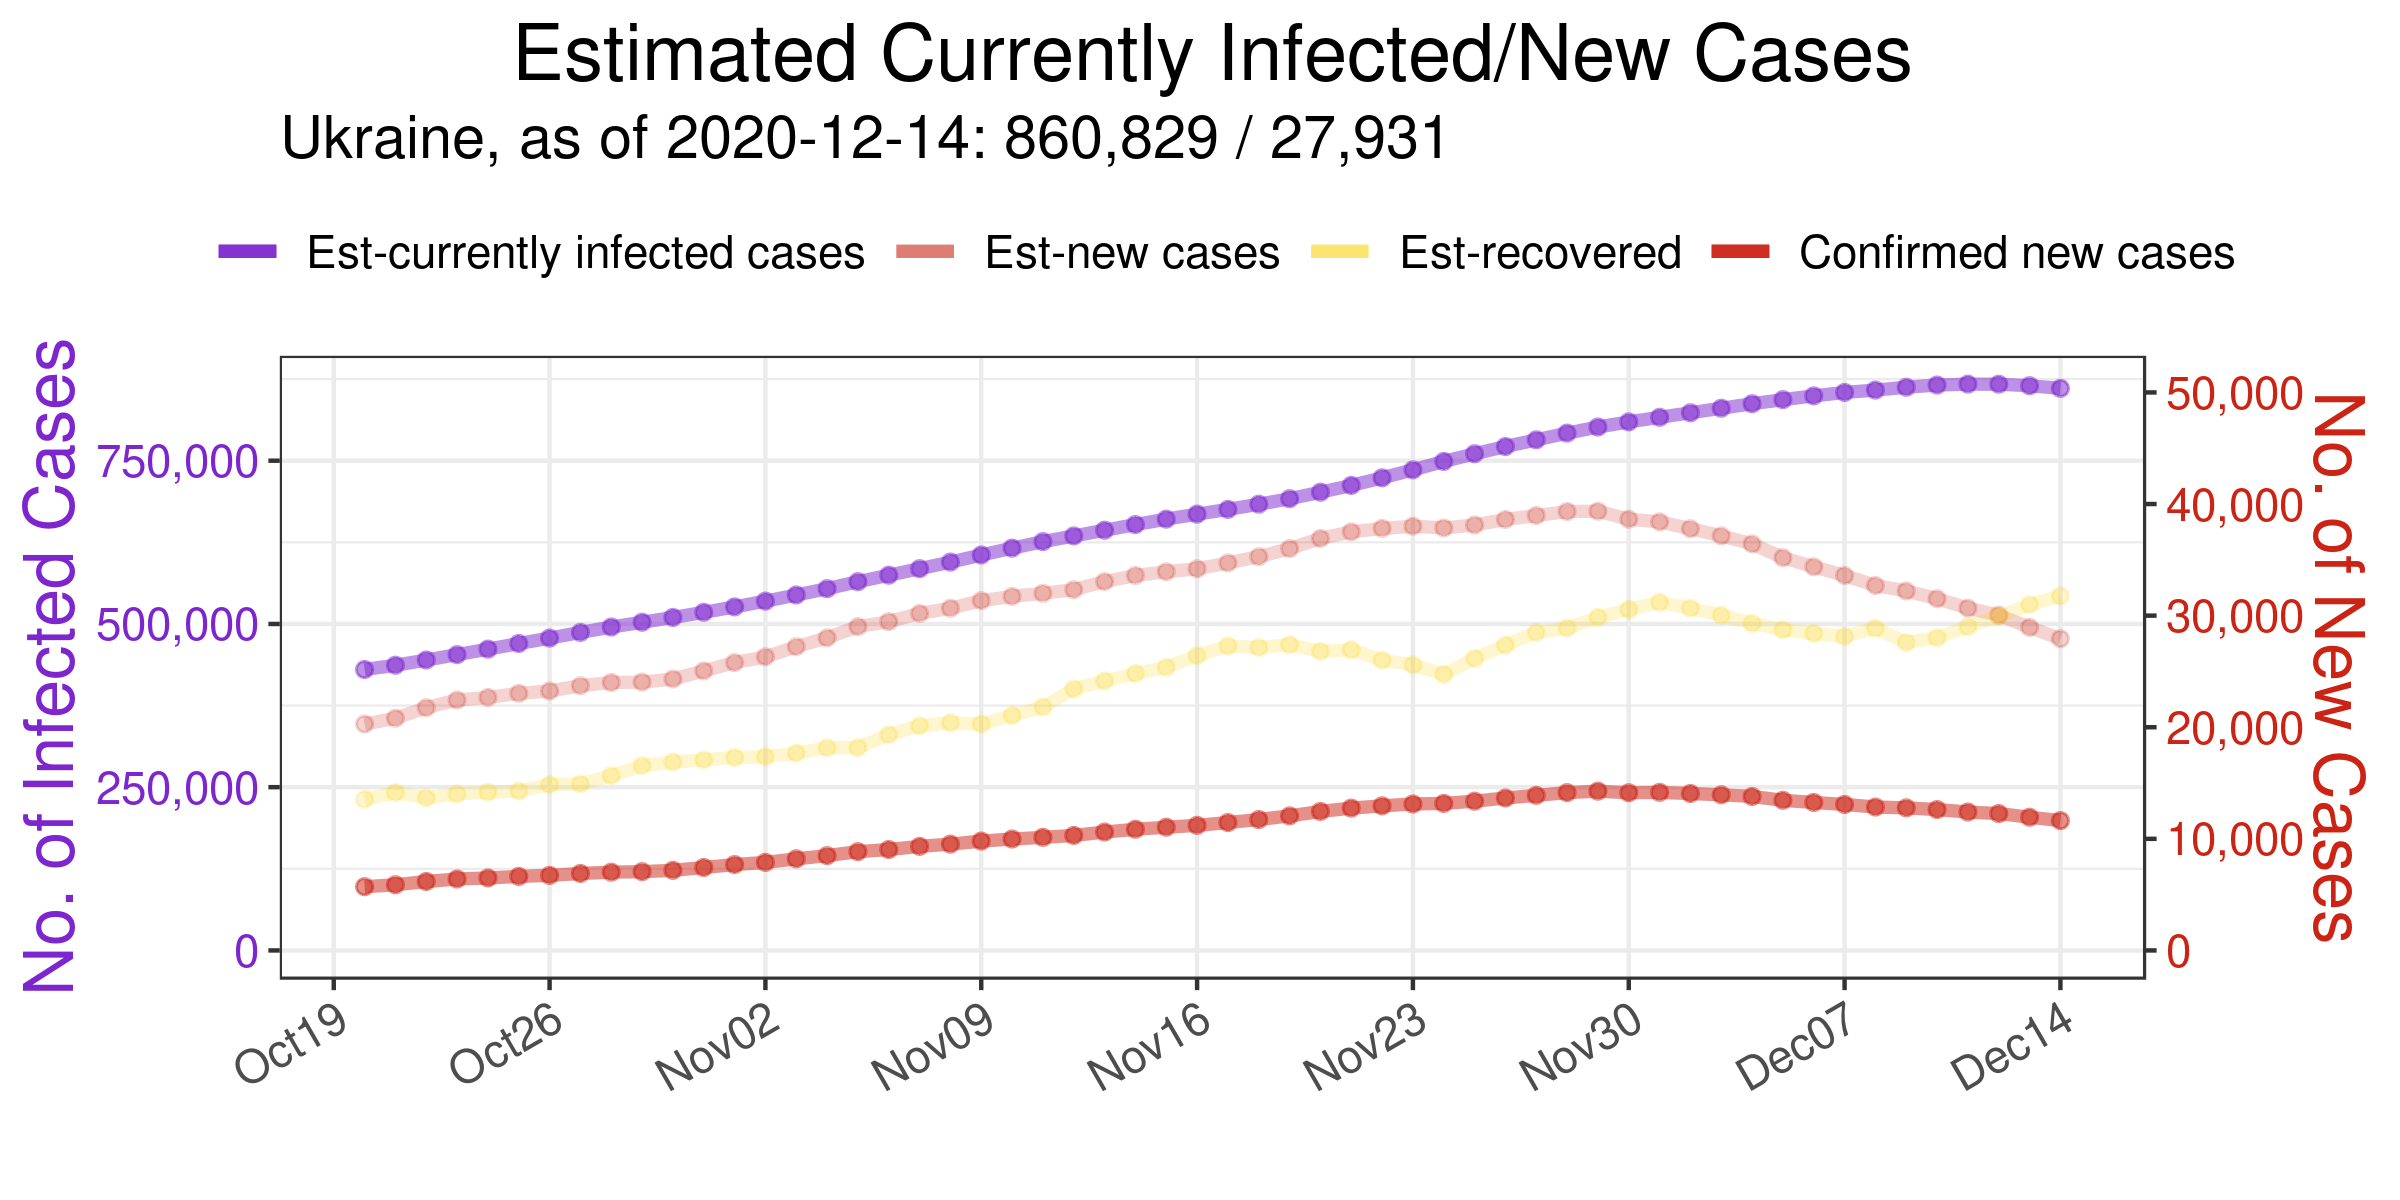 Estimated Currently Infected/New Cases
Ukraine, as of 2020-12-14: 860,829 / 27,931
Est-currently infected cases Est-new cases Est-recovered Confirmed new cases
No. of Infected Cases
750,000
500,000
250,000
0
50,000
40,000
30,000
20,000
10,000
0
No. of New Cases
Oct19 Oct26 Nov02 Nov09 Nov16 Nov23 Nov30 Dec07 Dec14